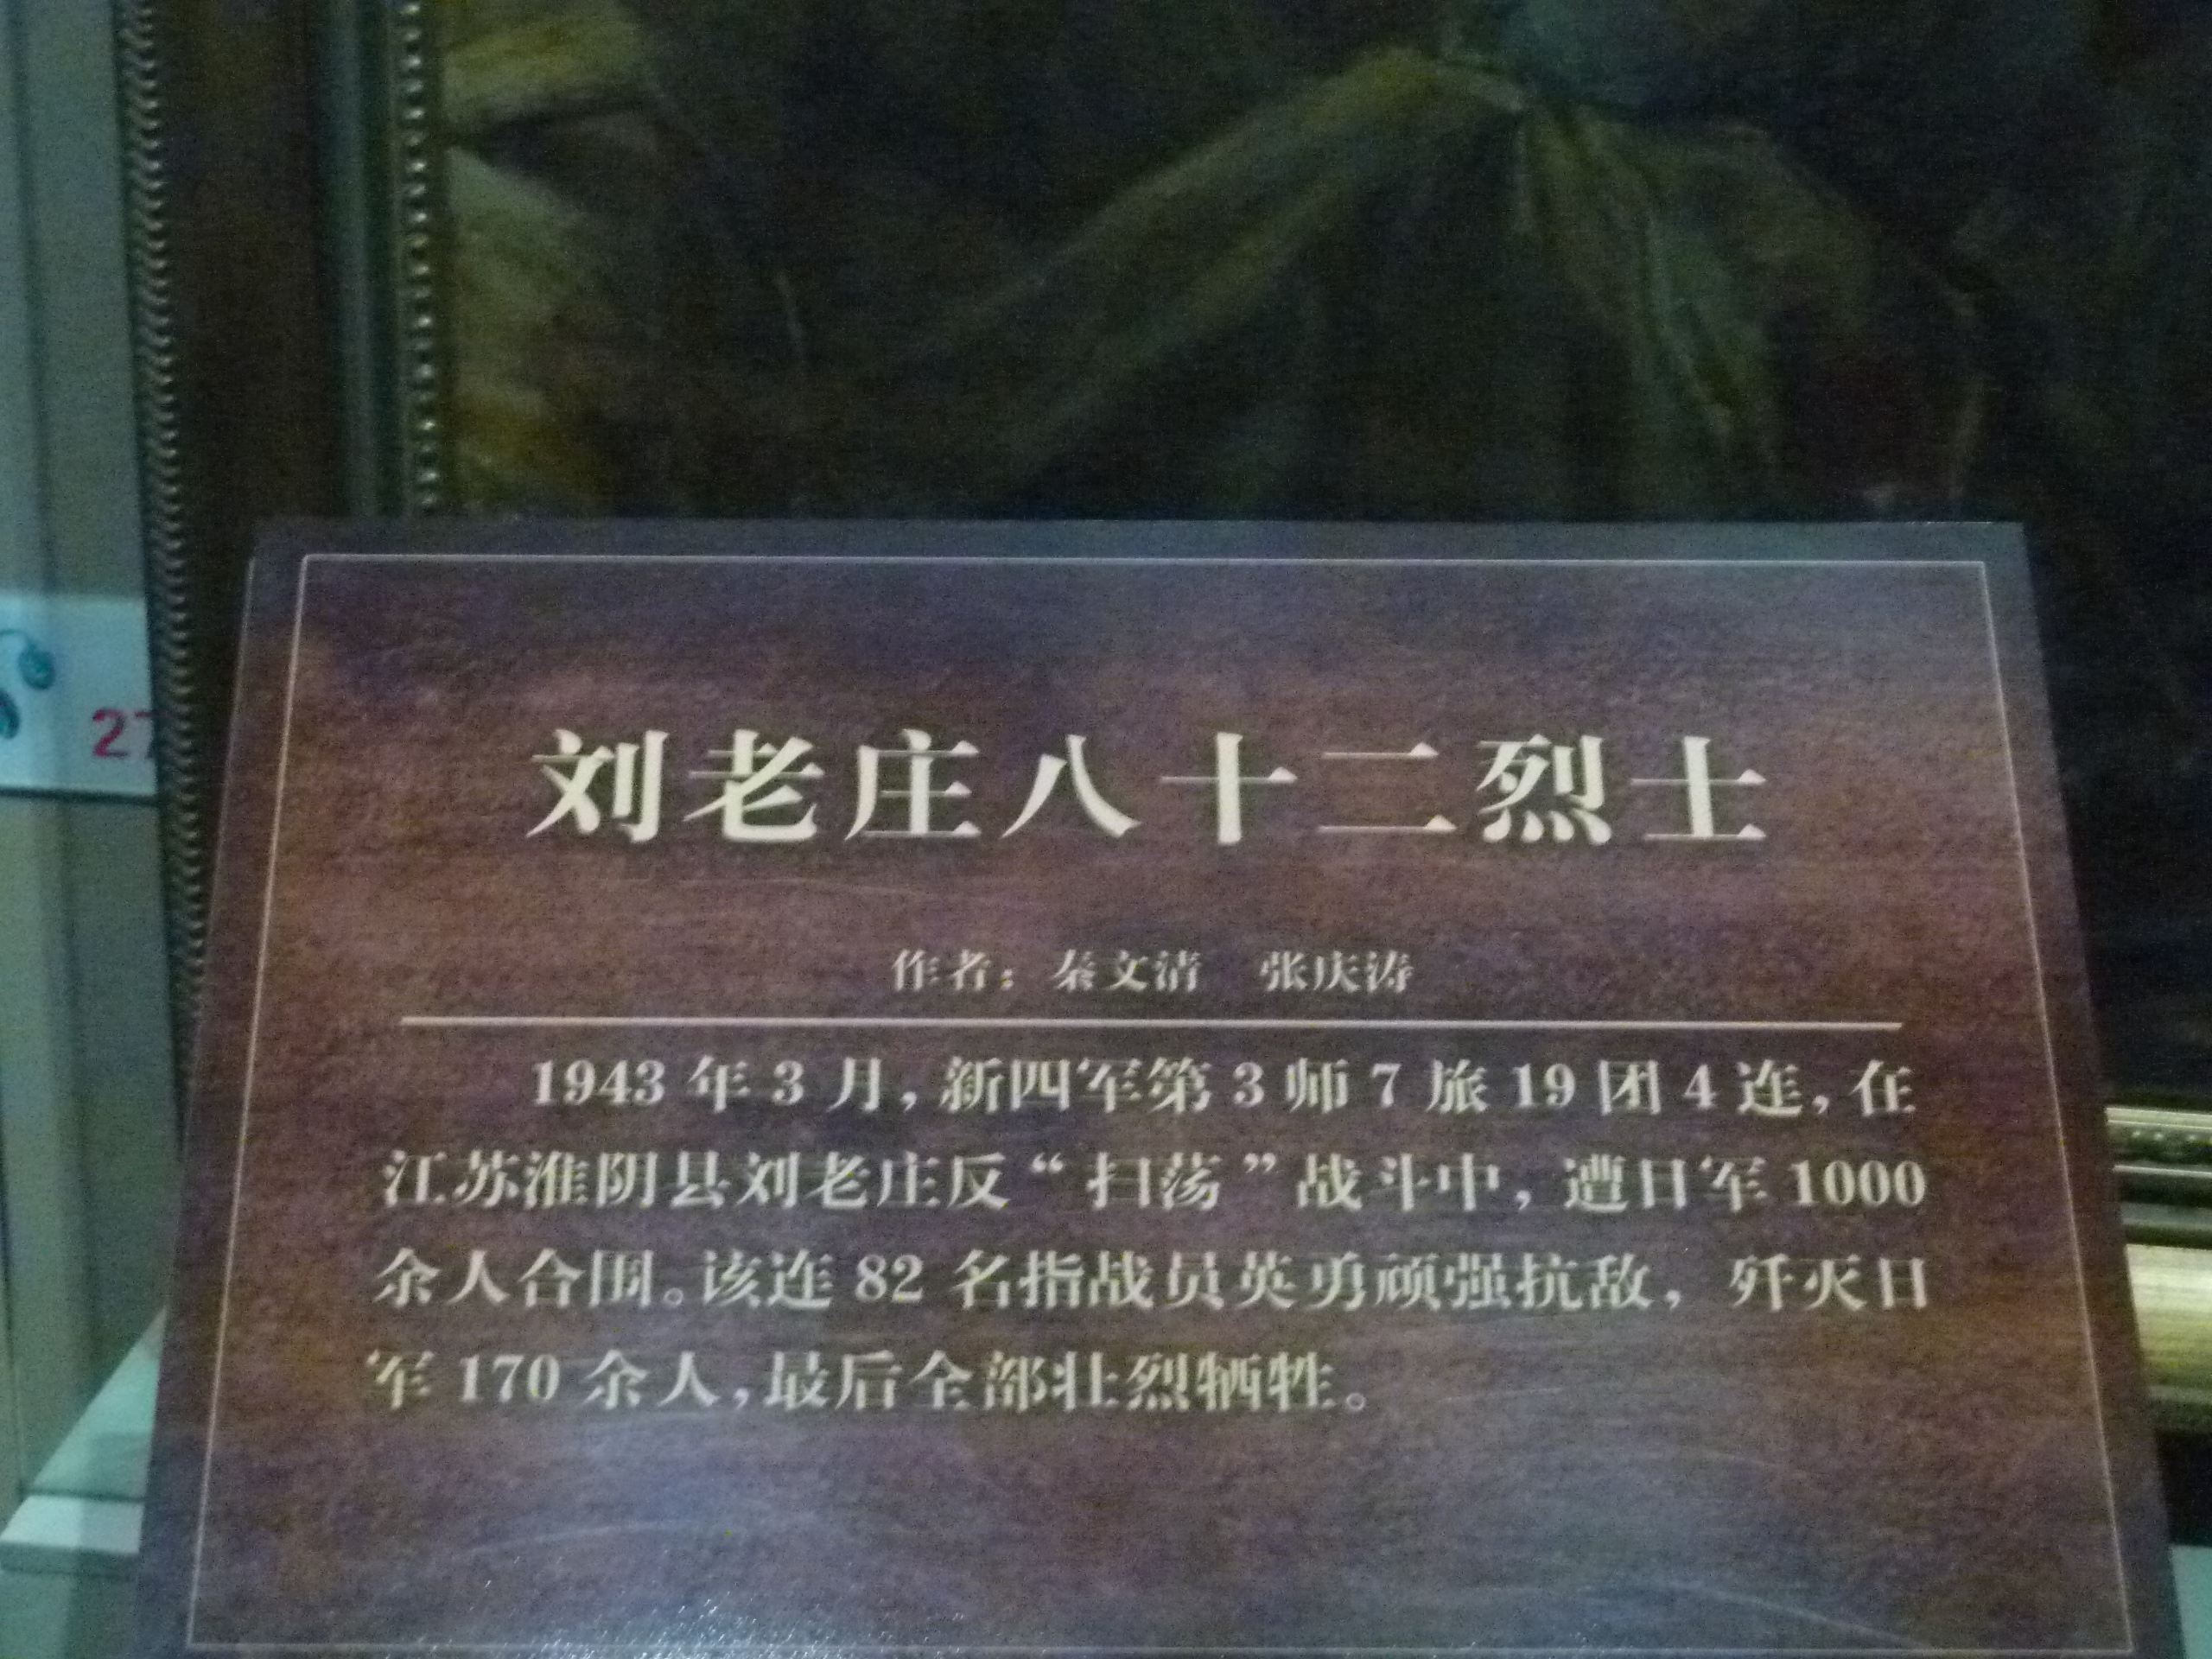 27
刘老庄八十二烈士
作者：秦文清　张庆涛
1943 年 3 月，新四军第 3 师 7 旅 19 团 4 连，在
江苏淮阴县刘老庄反“扫荡”战斗中，遭日军 1000
余人合围。该连 82 名指战员英勇顽强抗敌，歼灭日
军 170 余人，最后全部壮烈牺牲。